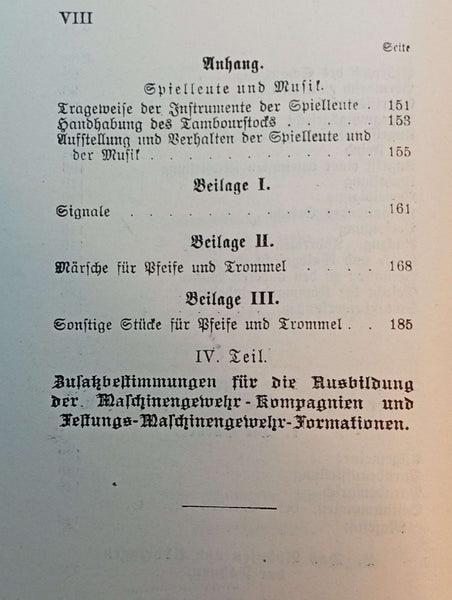 VIII
Seite
Anhang.
Spielleute und Musik.
Trageweise der Instrumente der Spielleute . 151
Handhabung des Tambourstocks . . . . . 153
Aufstellung und Verhalten der Spielleute und
der Musik . . . . . . . . . . . . 155
Beilage I.
Signale . . . . . . . . . . . . . 161
Beilage II.
Märsche für Pfeife und Trommel . . . . 168
Beilage III.
Sonstige Stücke für Pfeife und Trommel . . 185
IV. Teil.
Zusatzbestimmungen für die Ausbildung
der Maschinengewehr-Kompagnien und
Festungs-Maschinengewehr-Formationen.